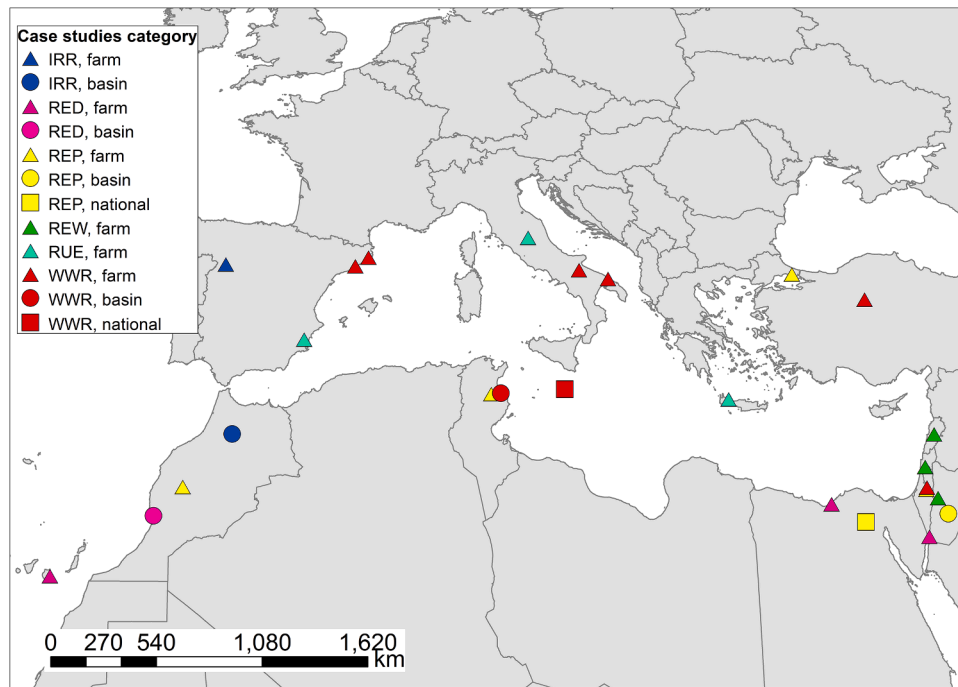 Case studies category
IRR, farm
IRR, basin
RED, farm
RED, basin
REP, farm
REP, basin
REP, national
REW, farm
RUE, farm
WWR, farm
WWR, basin
WWR, national
0 270 540 1,080 1,620
km